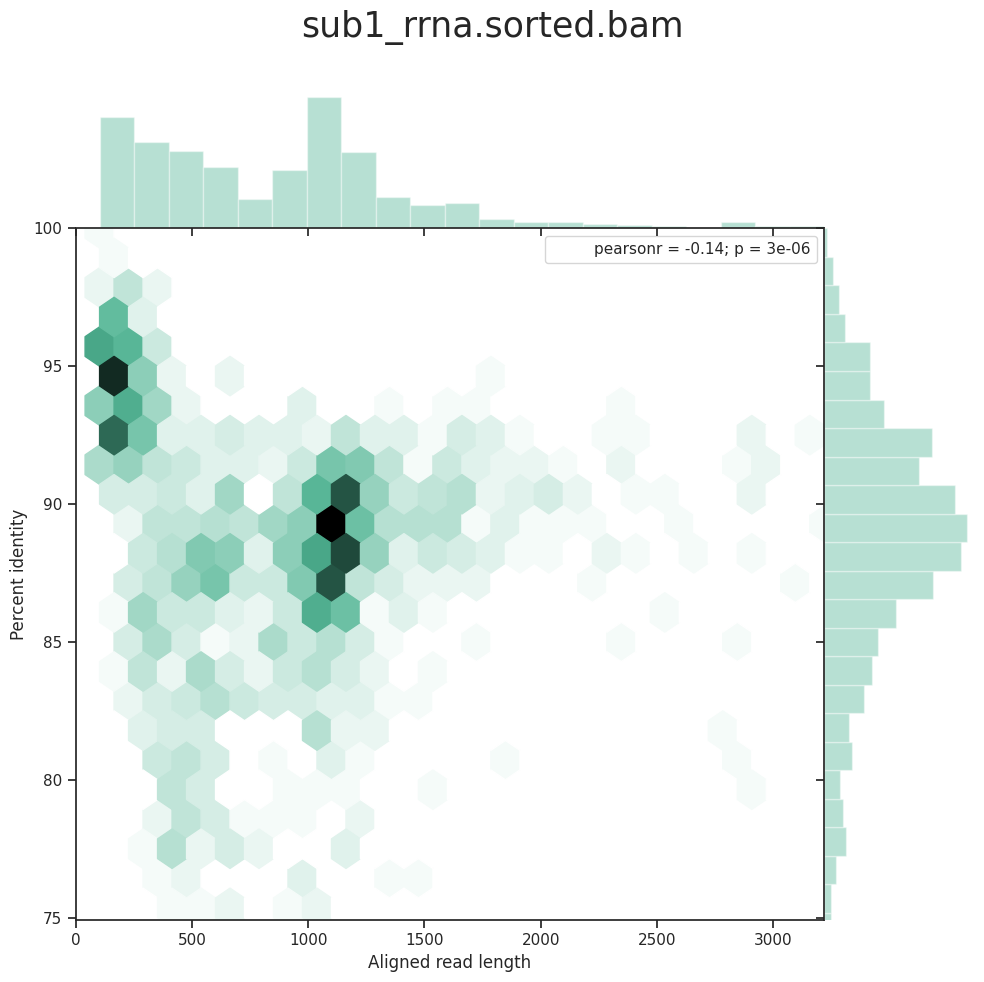 sub1_rrna.sorted.bam
pearsonr = -0.14; p = 3e-06
100
95
90
85
80
75
Percent identity
0 500 1000 1500 2000 2500 3000
Aligned read length